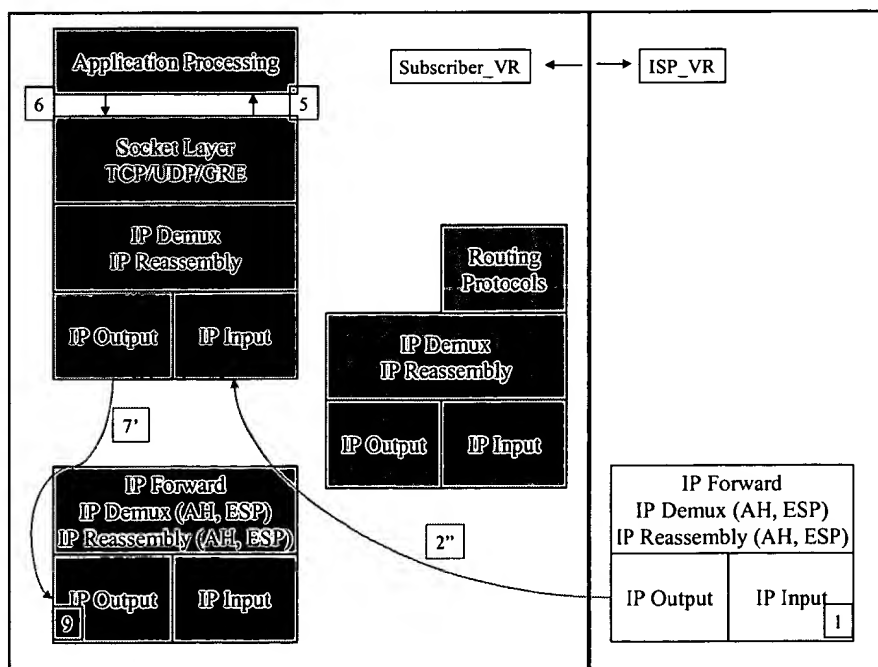 Application Processing
Subscriber_VR
ISP_VR
6
5
Socket Layer
TCP/UDP/GRE
IP Demux
IP Reassembly
IP Output
IP Input
Routing
Protocols
IP Demux
IP Reassembly
IP Output
IP Input
7'
2"
IP Forward
IP Demux (AH, ESP)
IP Reassembly (AH, ESP)
IP Output
IP Input
9
IP Forward
IP Demux (AH, ESP)
IP Reassembly (AH, ESP)
IP Output
IP Input
1